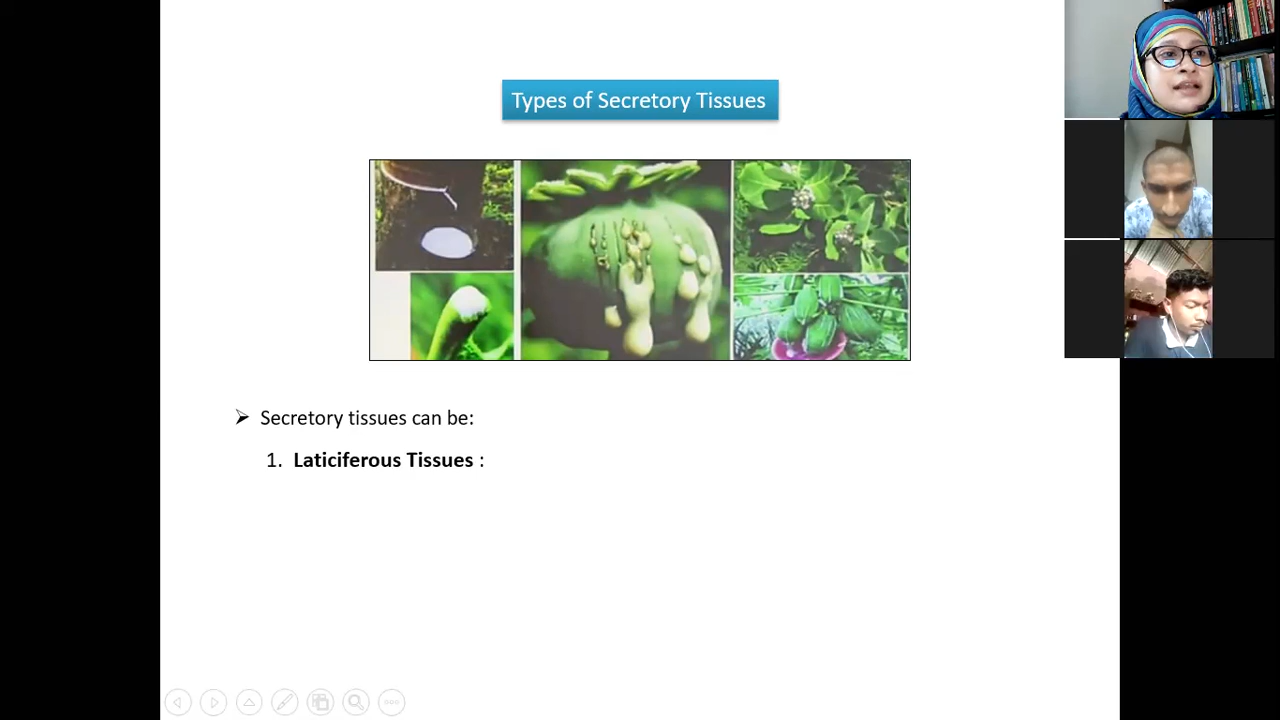 Types of Secretory Tissues
➢ Secretory tissues can be:
1. Laticiferous Tissues :